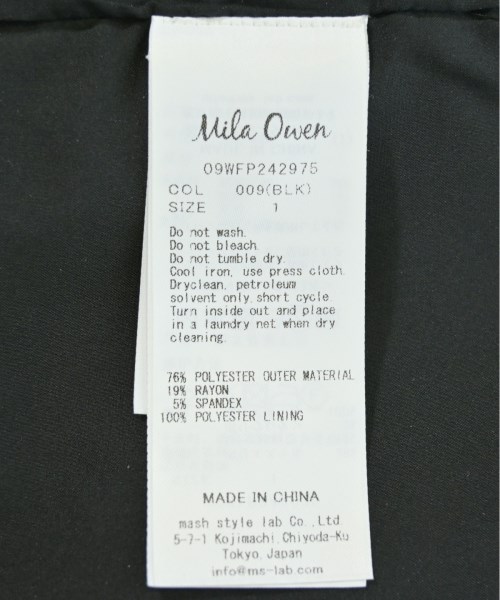 Mila Owen
09WFP242975
COL 009(BLK)
SIZE 1
Do not wash.
Do not bleach.
Do not tumble dry.
Cool iron, use press cloth.
Dryclean, petroleum
solvent only, short cycle.
Turn inside out and place
in a laundry net when dry
cleaning.
76% POLYESTER OUTER MATERIAL
19% RAYON
5% SPANDEX
100% POLYESTER LINING
MADE IN CHINA
mash style lab Co.,Ltd
5-7-1 Kojimachi,Chiyoda-Ku
Tokyo,Japan
info@ms-lab.com